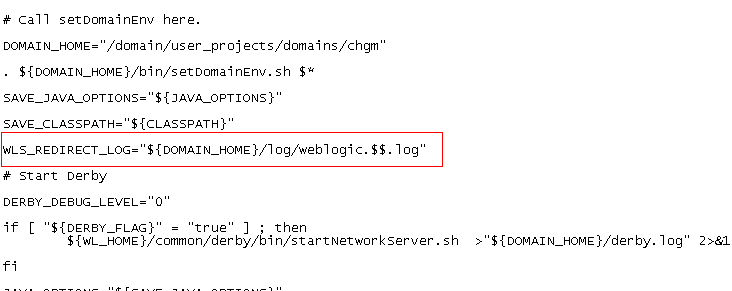 # Call setDomainEnv here.
DOMAIN_HOME="/domain/user_projects/domains/chgm"
. ${DOMAIN_HOME}/bin/setDomainEnv.sh $*
SAVE_JAVA_OPTIONS="${JAVA_OPTIONS}"
SAVE_CLASSPATH="${CLASSPATH}"
WLS_REDIRECT_LOG="${DOMAIN_HOME}/log/weblogic.$$.log"
# Start Derby
DERBY_DEBUG_LEVEL="0"
if [ "${DERBY_FLAG}" = "true" ] ; then
${WL_HOME}/common/derby/bin/startNetworkServer.sh >"${DOMAIN_HOME}/derby.log" 2>&1
fi
JAVA_OPTIONS="${SAVE_JAVA_OPTIONS}"